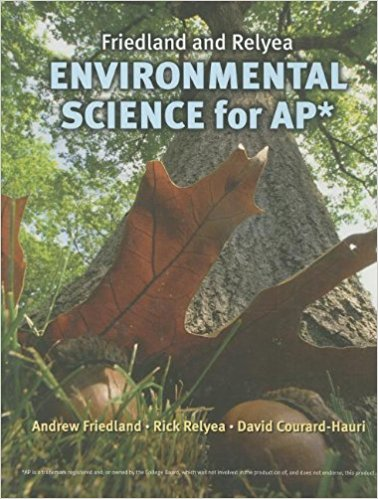 Friedland and Relyea
ENVIRONMENTAL
SCIENCE for AP*
Andrew Friedland • Rick Relyea • David Courard-Hauri
*AP is a trademark registered and/or owned by the College Board, which was not involved in the production of, and does not endorse, this product.